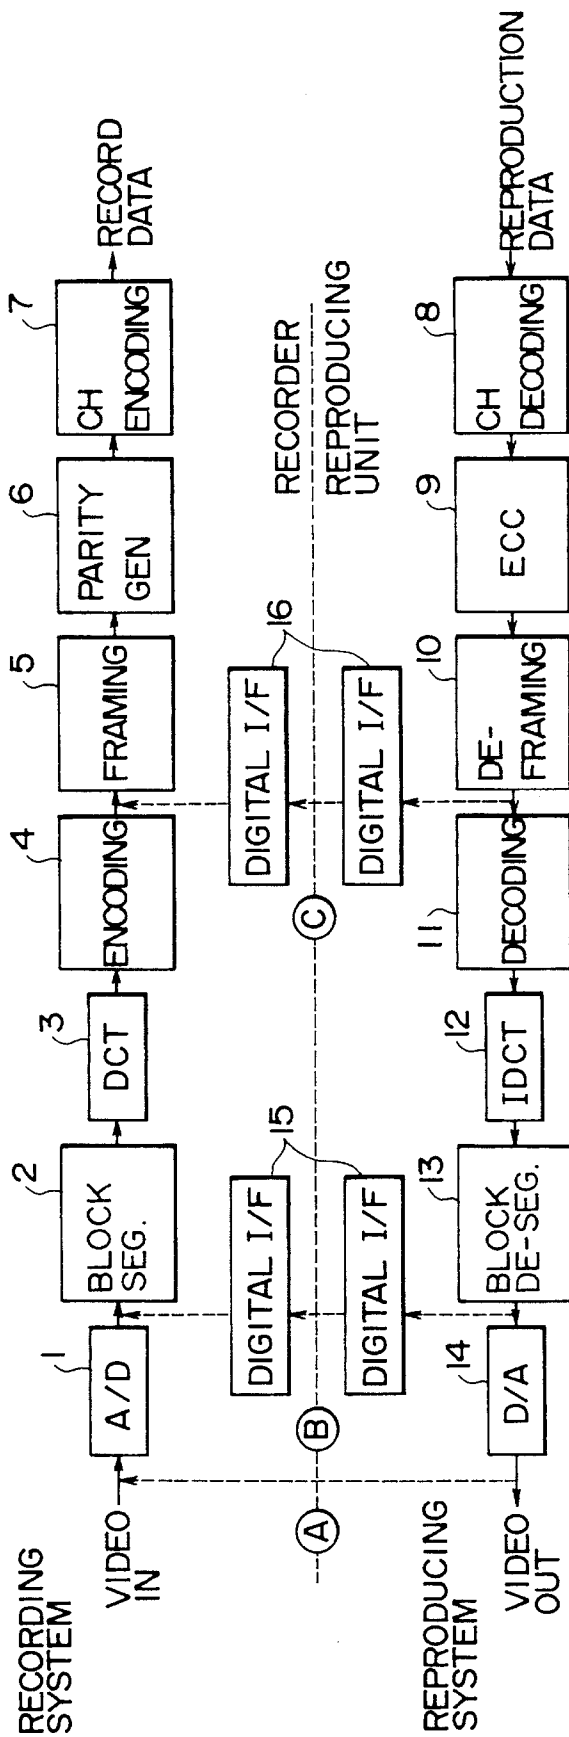 RECORDING
SYSTEM
VIDEO
IN
1
A/D
2
BLOCK
SEG.
3
DCT
4
ENCODING
5
FRAMING
6
PARITY
GEN
7
CH
ENCODING
RECORD
DATA
A
B
DIGITAL I/F
DIGITAL I/F
15
C
DIGITAL I/F
DIGITAL I/F
16
RECORDER
REPRODUCING
UNIT
REPRODUCING
SYSTEM
VIDEO
OUT
14
D/A
13
BLOCK
DE-SEG.
12
IDCT
11
DECODING
10
DE-
FRAMING
9
ECC
8
CH
DECODING
REPRODUCTION
DATA